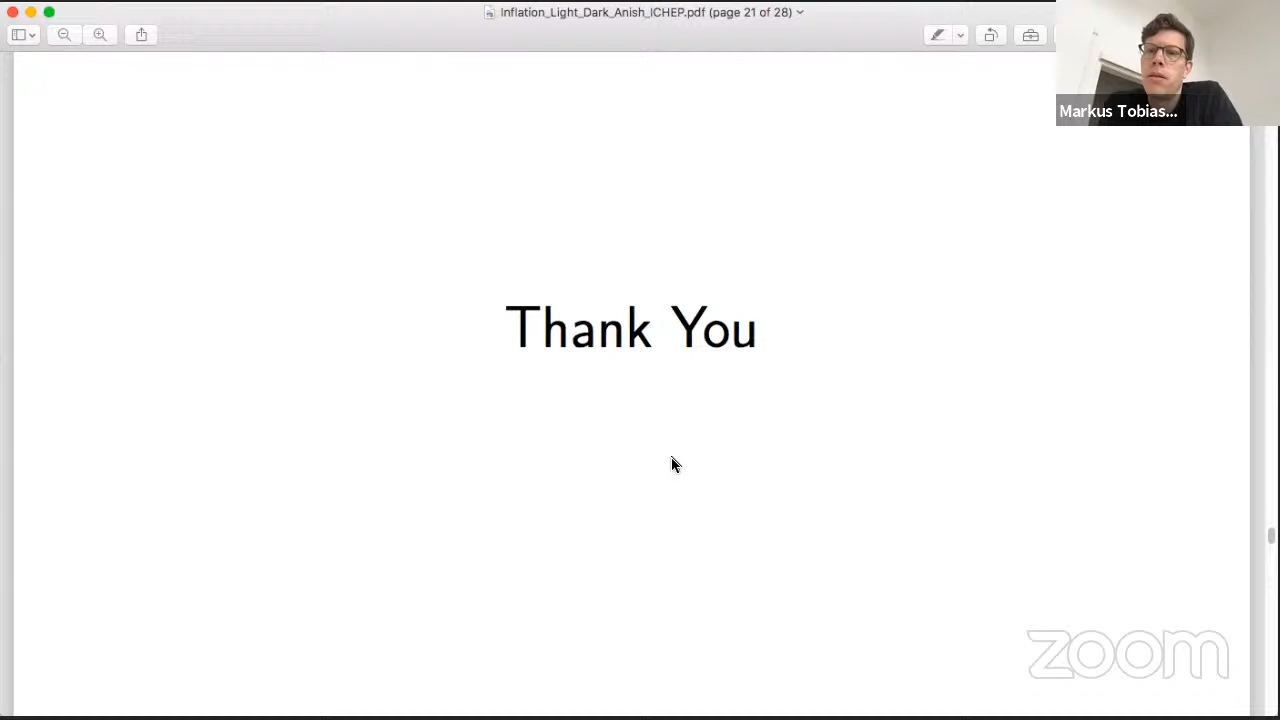 Inflation_Light_Dark_Anish_ICHEP.pdf (page 21 of 28)
Markus Tobias...
Thank You
zoom